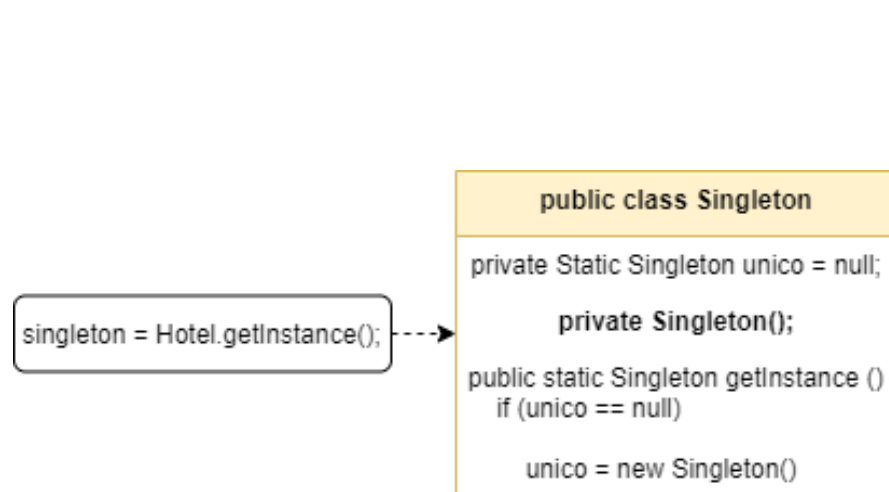 public class Singleton
private Static Singleton unico = null;
singleton = Hotel.getInstance();
private Singleton();
public static Singleton getInstance ()
if (unico == null)
unico = new Singleton()